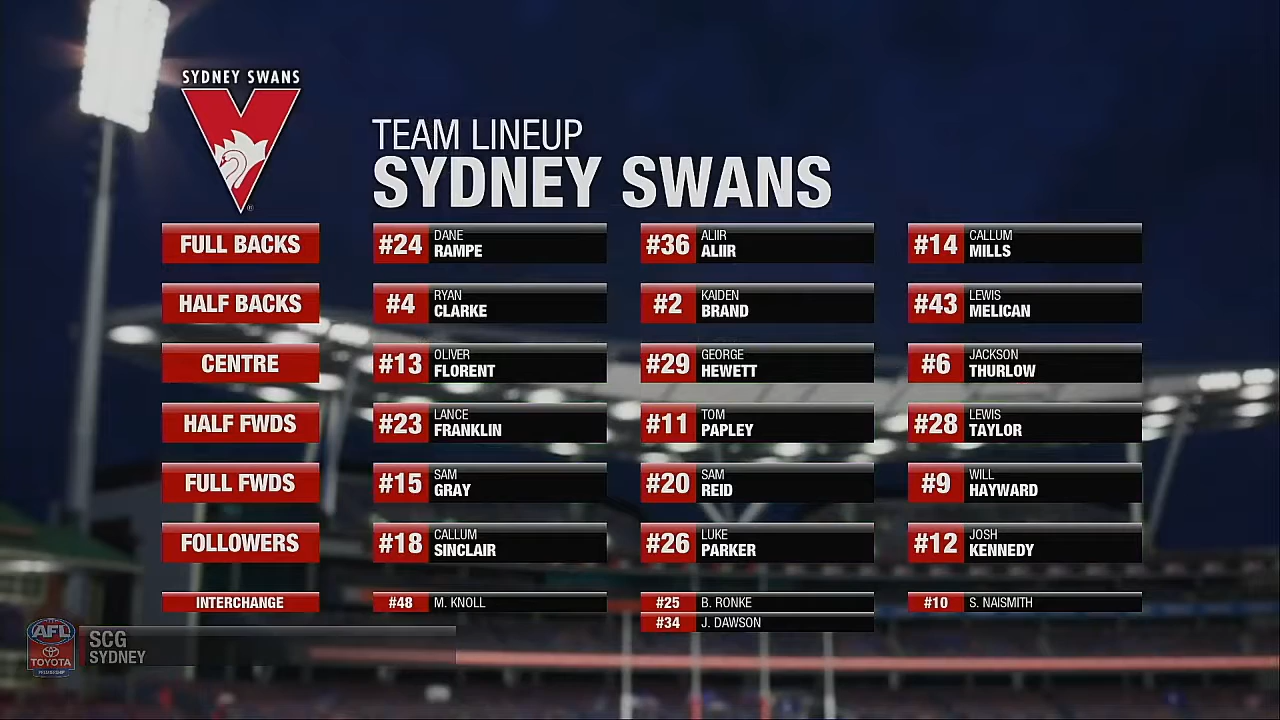 SYDNEY SWANS
TEAM LINEUP
SYDNEY SWANS
FULL BACKS
#24 DANE RAMPE
#36 ALIIR ALIIR
#14 CALLUM MILLS
HALF BACKS
#4 RYAN CLARKE
#2 KAIDEN BRAND
#43 LEWIS MELICAN
CENTRE
#13 OLIVER FLORENT
#29 GEORGE HEWETT
#6 JACKSON THURLOW
HALF FWDS
#23 LANCE FRANKLIN
#11 TOM PAPLEY
#28 LEWIS TAYLOR
FULL FWDS
#15 SAM GRAY
#20 SAM REID
#9 WILL HAYWARD
FOLLOWERS
#18 CALLUM SINCLAIR
#26 LUKE PARKER
#12 JOSH KENNEDY
INTERCHANGE
#48 M. KNOLL
#25 B. RONKE
#10 S. NAISMITH
#34 J. DAWSON
AFL
TOYOTA
PREMIERSHIP
SCG
SYDNEY